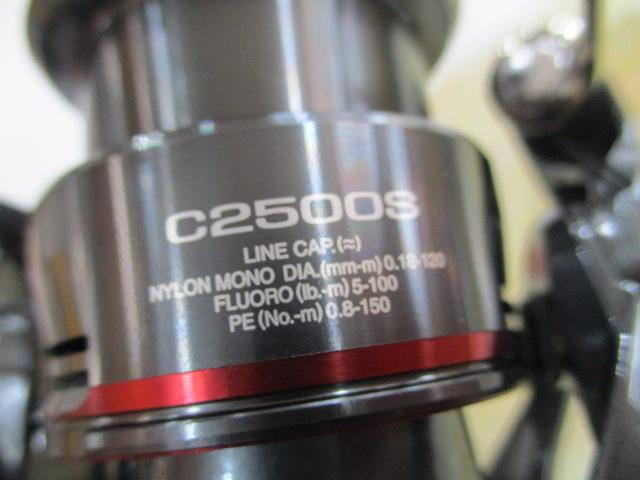 C2500S
LINE CAP.(≈)
NYLON MONO DIA.(mm-m) 0.18-120
FLUORO (lb.-m) 5-100
PE (No.-m) 0.8-150